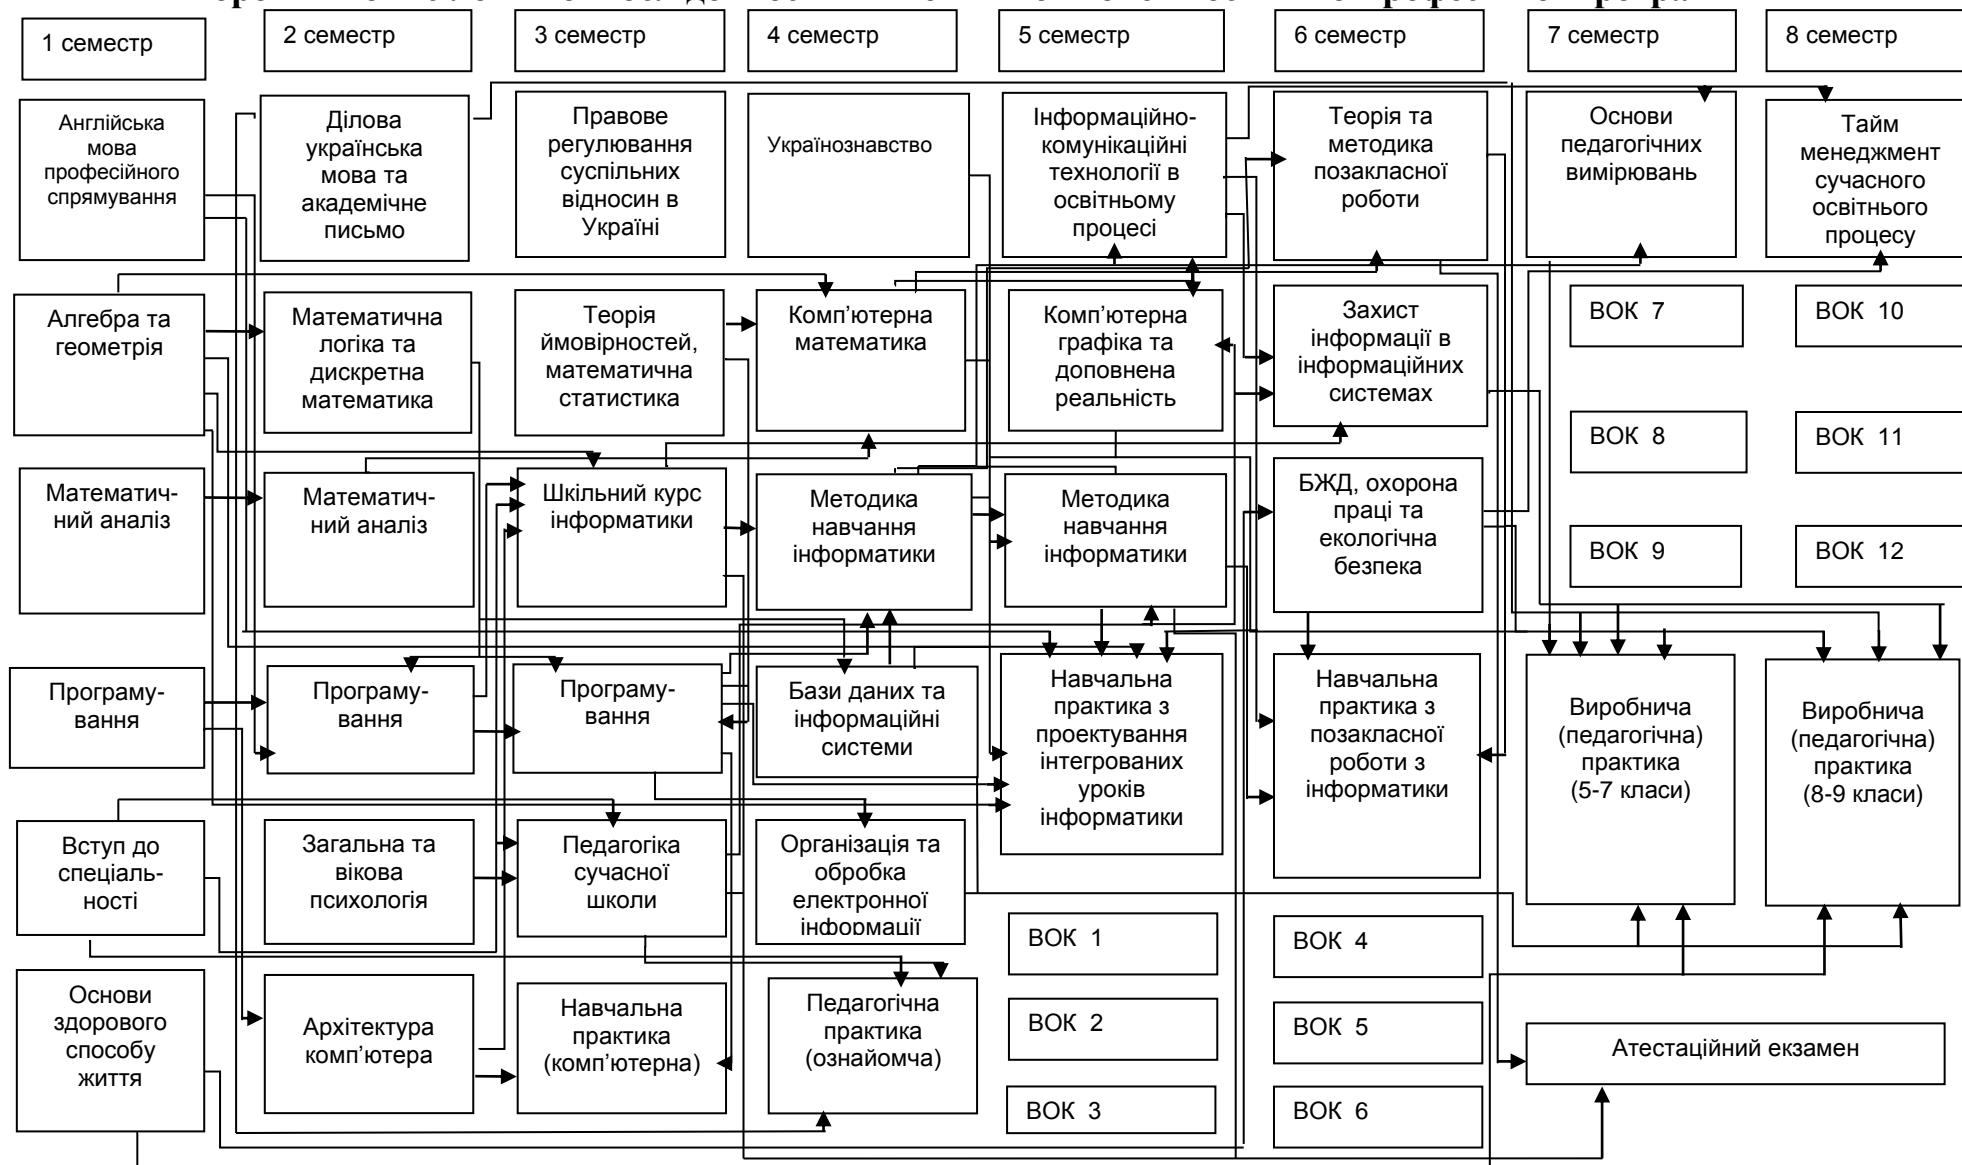 1 семестр
2 семестр
3 семестр
4 семестр
5 семестр
6 семестр
7 семестр
8 семестр
Англійська
мова
професійного
спрямування
Ділова
українська
мова та
академічне
письмо
Правове
регулювання
суспільних
відносин в
Україні
Українознавство
Інформаційно-
комунікаційні
технології в
освітньому
процесі
Теорія та
методика
позакласної
роботи
Основи
педагогічних
вимірювань
Тайм
менеджмент
сучасного
освітнього
процесу
Алгебра та
геометрія
Математична
логіка та
дискретна
математика
Теорія
ймовірностей,
математична
статистика
Комп’ютерна
математика
Комп’ютерна
графіка та
доповнена
реальність
Захист
інформації в
інформаційних
системах
ВОК 7
ВОК 10
ВОК 8
ВОК 11
Математич-
ний аналіз
Математич-
ний аналіз
Шкільний курс
інформатики
Методика
навчання
інформатики
Методика
навчання
інформатики
БЖД, охорона
праці та
екологічна
безпека
ВОК 9
ВОК 12
Програму-
вання
Програму-
вання
Програму-
вання
Бази даних та
інформаційні
системи
Навчальна
практика з
проектування
інтегрованих
уроків
інформатики
Навчальна
практика з
позакласної
роботи з
інформатики
Виробнича
(педагогічна)
практика
(5-7 класи)
Виробнича
(педагогічна)
практика
(8-9 класи)
Вступ до
спеціаль-
ності
Загальна та
вікова
психологія
Педагогіка
сучасної
школи
Організація та
обробка
електронної
інформації
ВОК 1
ВОК 4
Основи
здорового
способу
життя
Архітектура
комп’ютера
Навчальна
практика
(комп’ютерна)
Педагогічна
практика
(ознайомча)
ВОК 2
ВОК 5
Атестаційний екзамен
ВОК 3
ВОК 6